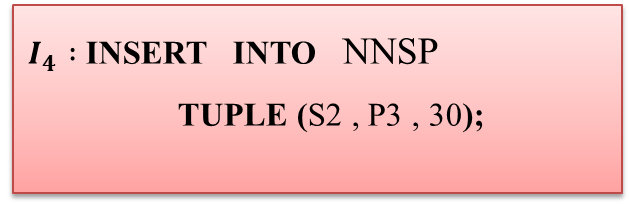 I₄ : INSERT INTO NNSP
TUPLE (S2 , P3 , 30);